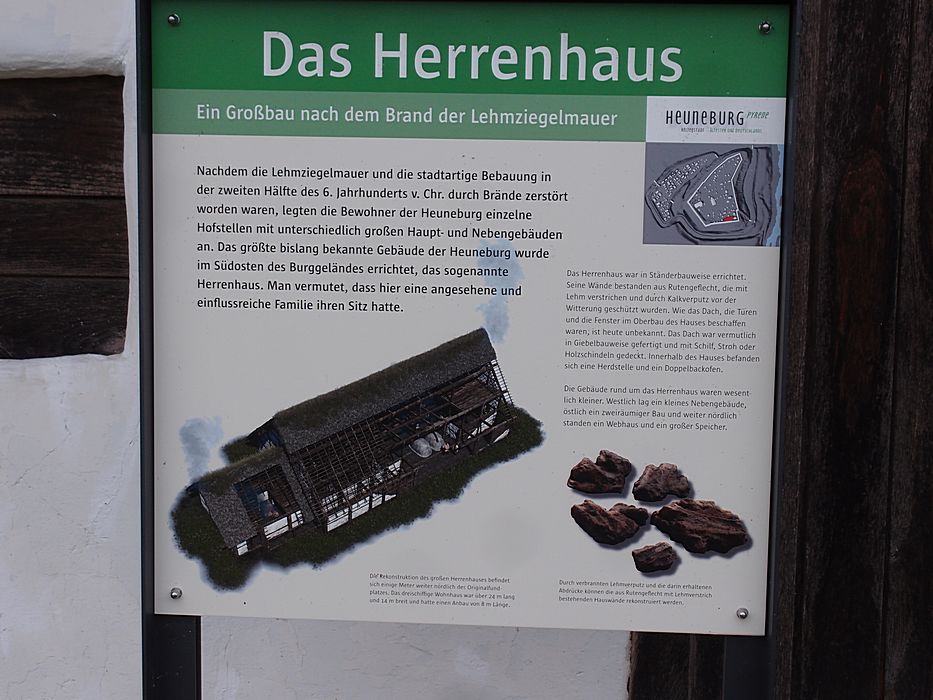 Das Herrenhaus
Ein Großbau nach dem Brand der Lehmziegelmauer
HEUNEBURG PYRENE
Nachdem die Lehmziegelmauer und die stadtartige Bebauung in
der zweiten Hälfte des 6. Jahrhunderts v. Chr. durch Brände zerstört
worden waren, legten die Bewohner der Heuneburg einzelne
Hofstellen mit unterschiedlich großen Haupt- und Nebengebäuden
an. Das größte bislang bekannte Gebäude der Heuneburg wurde
im Südosten des Burggeländes errichtet, das sogenannte
Herrenhaus. Man vermutet, dass hier eine angesehene und
einflussreiche Familie ihren Sitz hatte.
Das Herrenhaus war in Ständerbauweise errichtet.
Seine Wände bestanden aus Rutengeflecht, die mit
Lehm verstrichen und durch Kalkverputz vor der
Witterung geschützt wurden. Wie das Dach, die Türen
und die Fenster im Oberbau des Hauses beschaffen
waren, ist heute unbekannt. Das Dach war vermutlich
in Giebelbauweise gefertigt und mit Schilf, Stroh oder
Holzschindeln gedeckt. Innerhalb des Hauses befanden
sich eine Herdstelle und ein Doppelbackofen.
Die Gebäude rund um das Herrenhaus waren wesent-
lich kleiner. Westlich lag ein kleines Nebengebäude,
östlich ein zweiräumiger Bau und weiter nördlich
standen ein Webhaus und ein großer Speicher.
Die Rekonstruktion des großen Herrenhauses befindet
sich einige Meter weiter nördlich des Originalfund-
platzes. Das dreischiffige Wohnhaus war über 24 m lang
und 14 m breit und hatte einen Anbau von 8 m Länge.
Durch verbrannten Lehmverputz und die darin erhaltenen
Abdrücke können die aus Rutengeflecht mit Lehmverstrich
bestehenden Hauswände rekonstruiert werden.